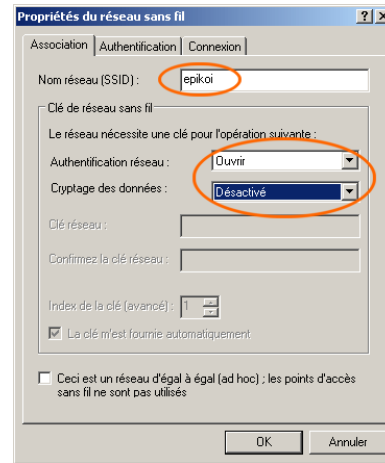 Propriétés du réseau sans fil
Association Authentification Connexion
Nom réseau (SSID) : epikoi
Clé de réseau sans fil
Le réseau nécessite une clé pour l'opération suivante :
Authentification réseau : Ouvrir
Cryptage des données : Désactivé
Clé réseau :
Confirmez la clé réseau :
Index de la clé (avancé) : 1
La clé m'est fournie automatiquement
Ceci est un réseau d'égal à égal (ad hoc) ; les points d'accès
sans fil ne sont pas utilisés
OK Annuler